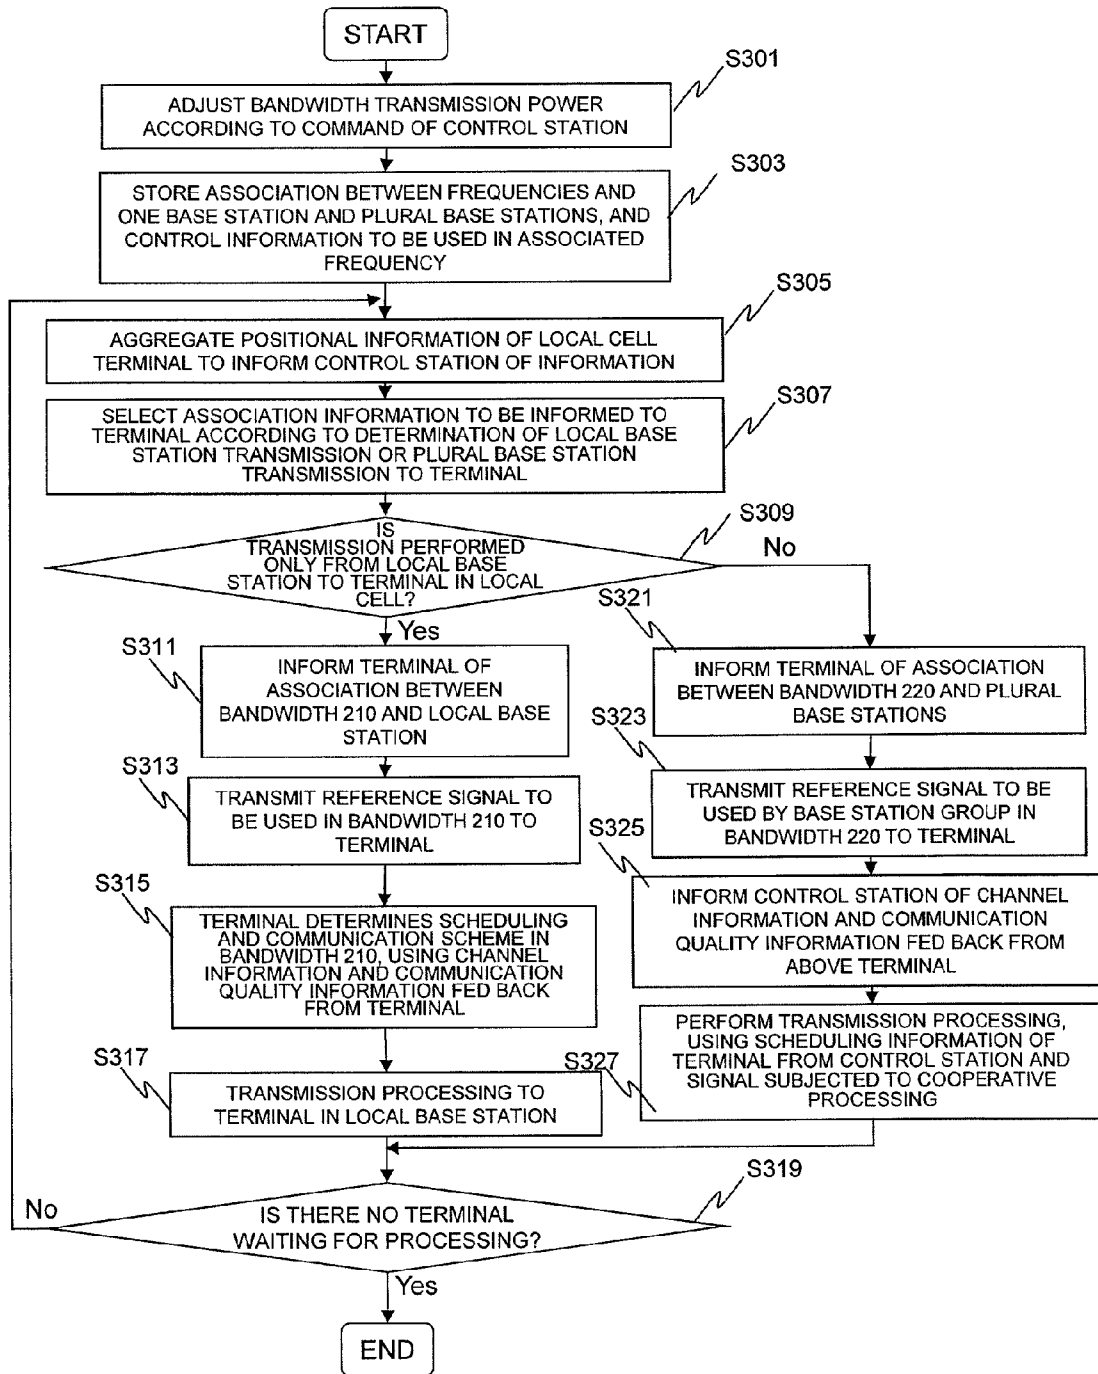 START
S301
ADJUST BANDWIDTH TRANSMISSION POWER
ACCORDING TO COMMAND OF CONTROL STATION
S303
STORE ASSOCIATION BETWEEN FREQUENCIES AND
ONE BASE STATION AND PLURAL BASE STATIONS, AND
CONTROL INFORMATION TO BE USED IN ASSOCIATED
FREQUENCY
S305
AGGREGATE POSITIONAL INFORMATION OF LOCAL CELL
TERMINAL TO INFORM CONTROL STATION OF INFORMATION
S307
SELECT ASSOCIATION INFORMATION TO BE INFORMED TO
TERMINAL ACCORDING TO DETERMINATION OF LOCAL BASE
STATION TRANSMISSION OR PLURAL BASE STATION
TRANSMISSION TO TERMINAL
S309
IS
TRANSMISSION PERFORMED
ONLY FROM LOCAL BASE
STATION TO TERMINAL IN LOCAL
CELL?
No
Yes
S311
INFORM TERMINAL OF
ASSOCIATION BETWEEN
BANDWIDTH 210 AND LOCAL BASE
STATION
S313
TRANSMIT REFERENCE SIGNAL TO
BE USED IN BANDWIDTH 210 TO
TERMINAL
S315
TERMINAL DETERMINES SCHEDULING
AND COMMUNICATION SCHEME IN
BANDWIDTH 210, USING CHANNEL
INFORMATION AND COMMUNICATION
QUALITY INFORMATION FED BACK
FROM TERMINAL
S317
TRANSMISSION PROCESSING TO
TERMINAL IN LOCAL BASE STATION
S321
INFORM TERMINAL OF ASSOCIATION
BETWEEN BANDWIDTH 220 AND PLURAL
BASE STATIONS
S323
TRANSMIT REFERENCE SIGNAL TO BE
USED BY BASE STATION GROUP IN
BANDWIDTH 220 TO TERMINAL
S325
INFORM CONTROL STATION OF CHANNEL
INFORMATION AND COMMUNICATION
QUALITY INFORMATION FED BACK FROM
ABOVE TERMINAL
S327
PERFORM TRANSMISSION PROCESSING,
USING SCHEDULING INFORMATION OF
TERMINAL FROM CONTROL STATION AND
SIGNAL SUBJECTED TO COOPERATIVE
PROCESSING
S319
IS THERE NO TERMINAL
WAITING FOR PROCESSING?
No
Yes
END